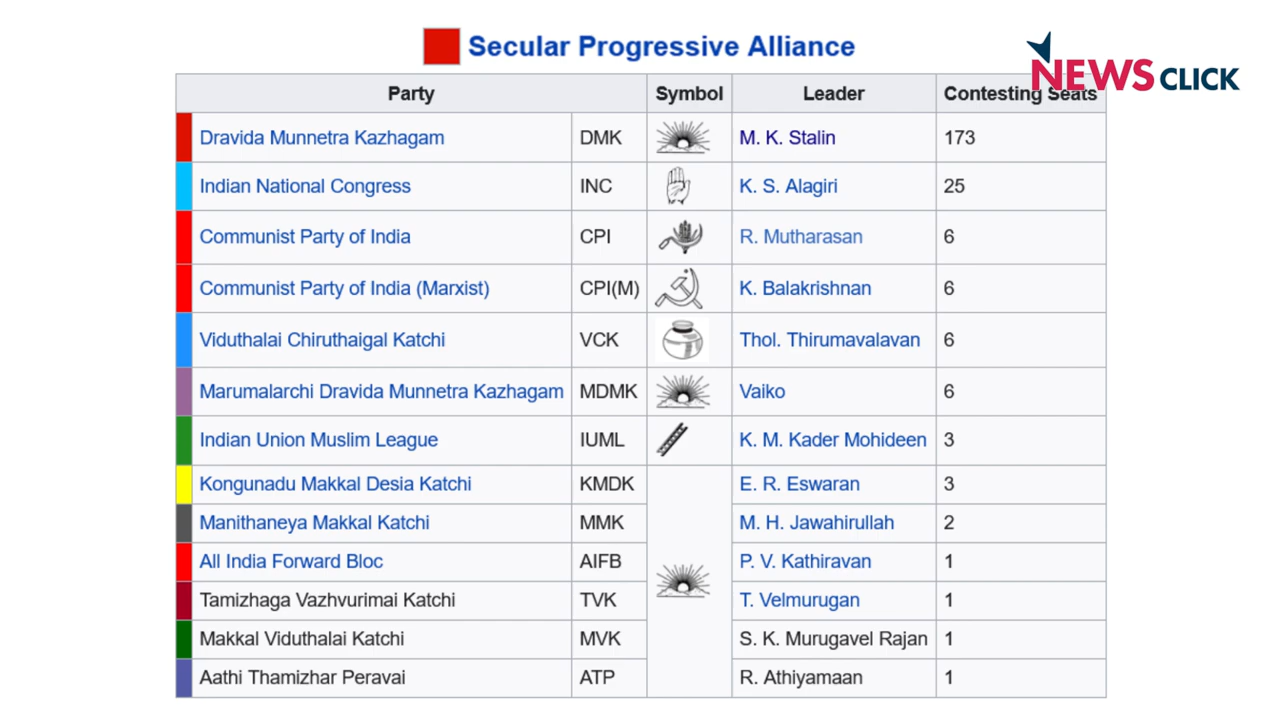 Secular Progressive Alliance
NEWS CLICK
Party Symbol Leader Contesting Seats
Dravida Munnetra Kazhagam DMK M. K. Stalin 173
Indian National Congress INC K. S. Alagiri 25
Communist Party of India CPI R. Mutharasan 6
Communist Party of India (Marxist) CPI(M) K. Balakrishnan 6
Viduthalai Chiruthaigal Katchi VCK Thol. Thirumavalavan 6
Marumalarchi Dravida Munnetra Kazhagam MDMK Vaiko 6
Indian Union Muslim League IUML K. M. Kader Mohideen 3
Kongunadu Makkal Desia Katchi KMDK E. R. Eswaran 3
Manithaneya Makkal Katchi MMK M. H. Jawahirullah 2
All India Forward Bloc AIFB P. V. Kathiravan 1
Tamizhaga Vazhvurimai Katchi TVK T. Velmurugan 1
Makkal Viduthalai Katchi MVK S. K. Murugavel Rajan 1
Aathi Thamizhar Peravai ATP R. Athiyamaan 1